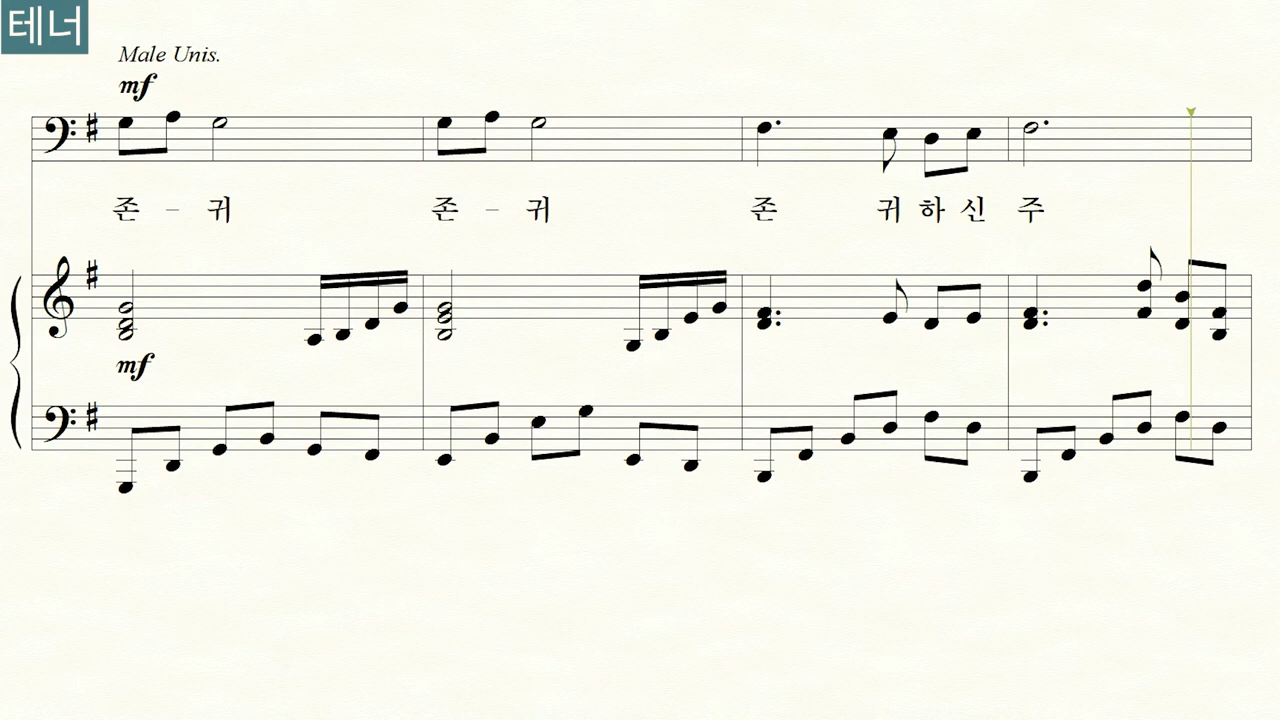 테너
Male Unis.
mf
존 - 귀 존 - 귀 존 귀 하 신 주
mf